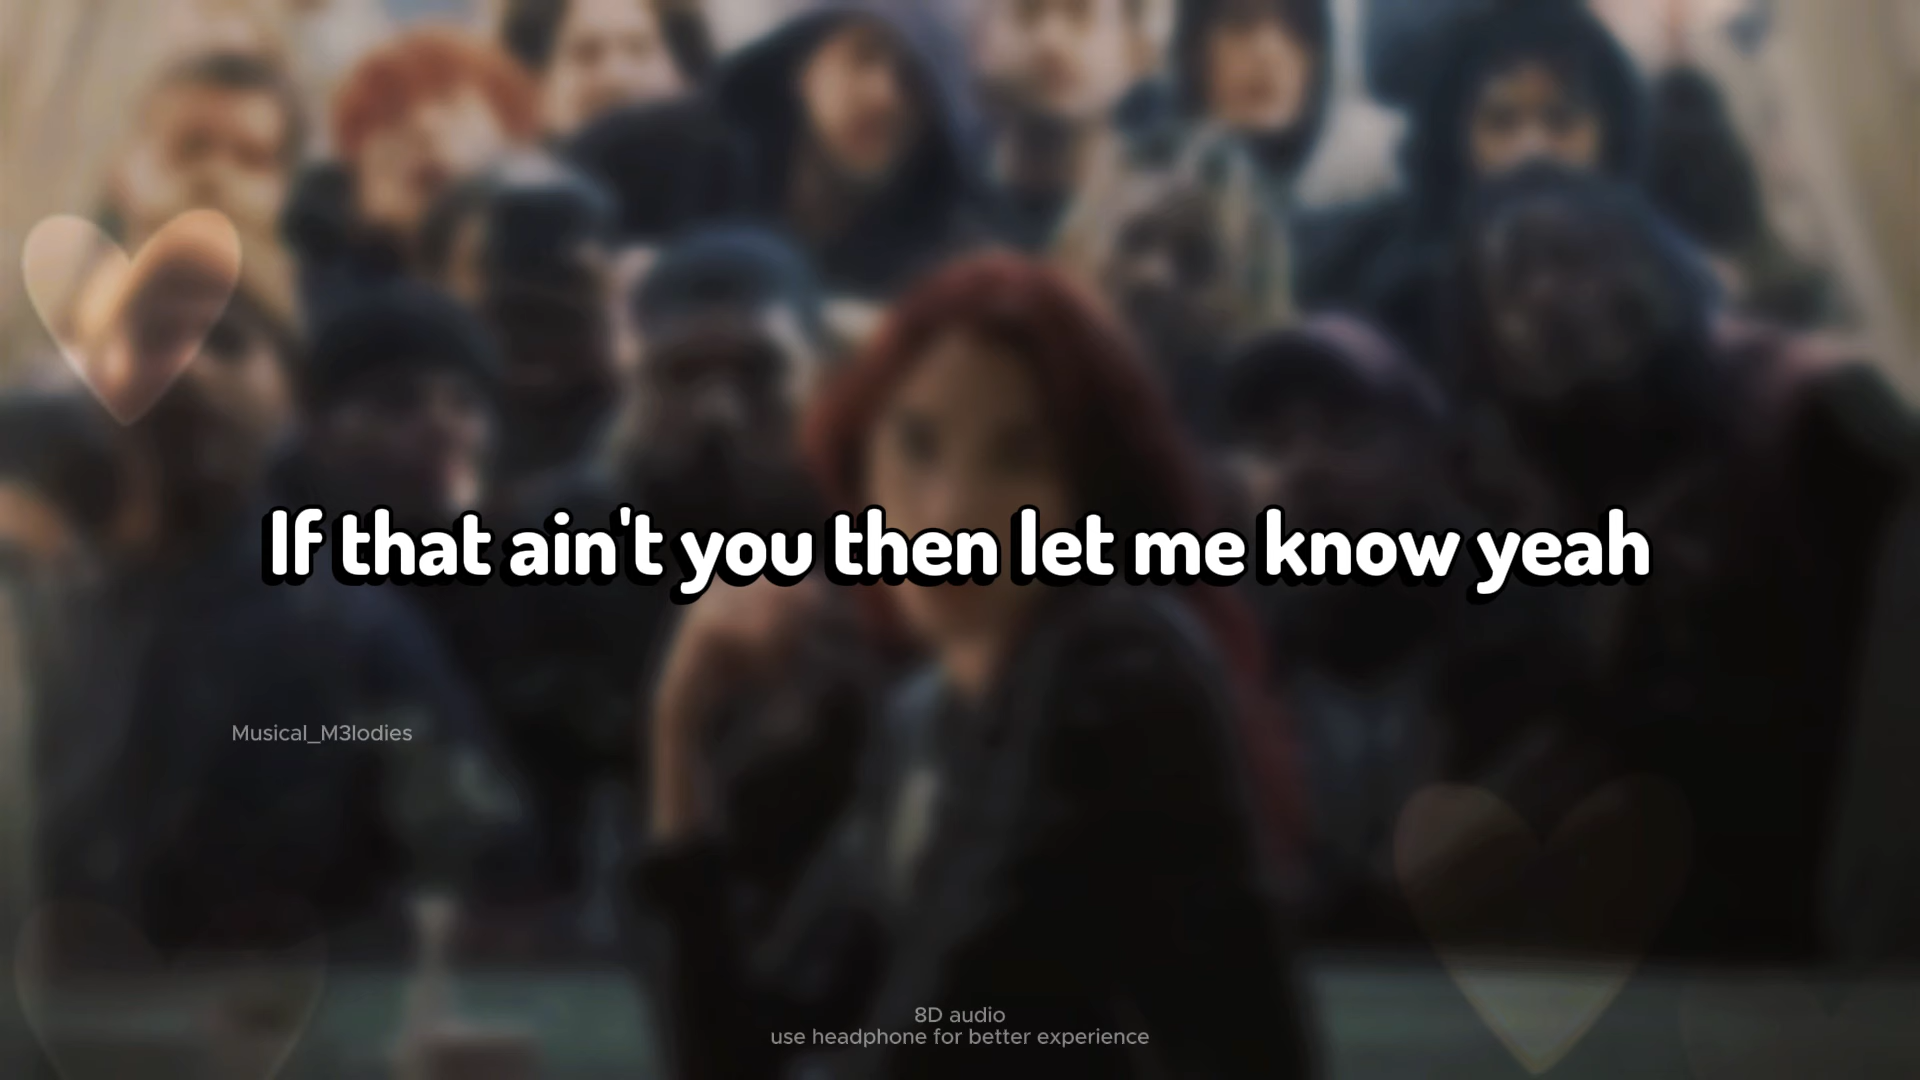 If that ain't you then let me know yeah
Musical_M3lodies
8D audio
use headphone for better experience